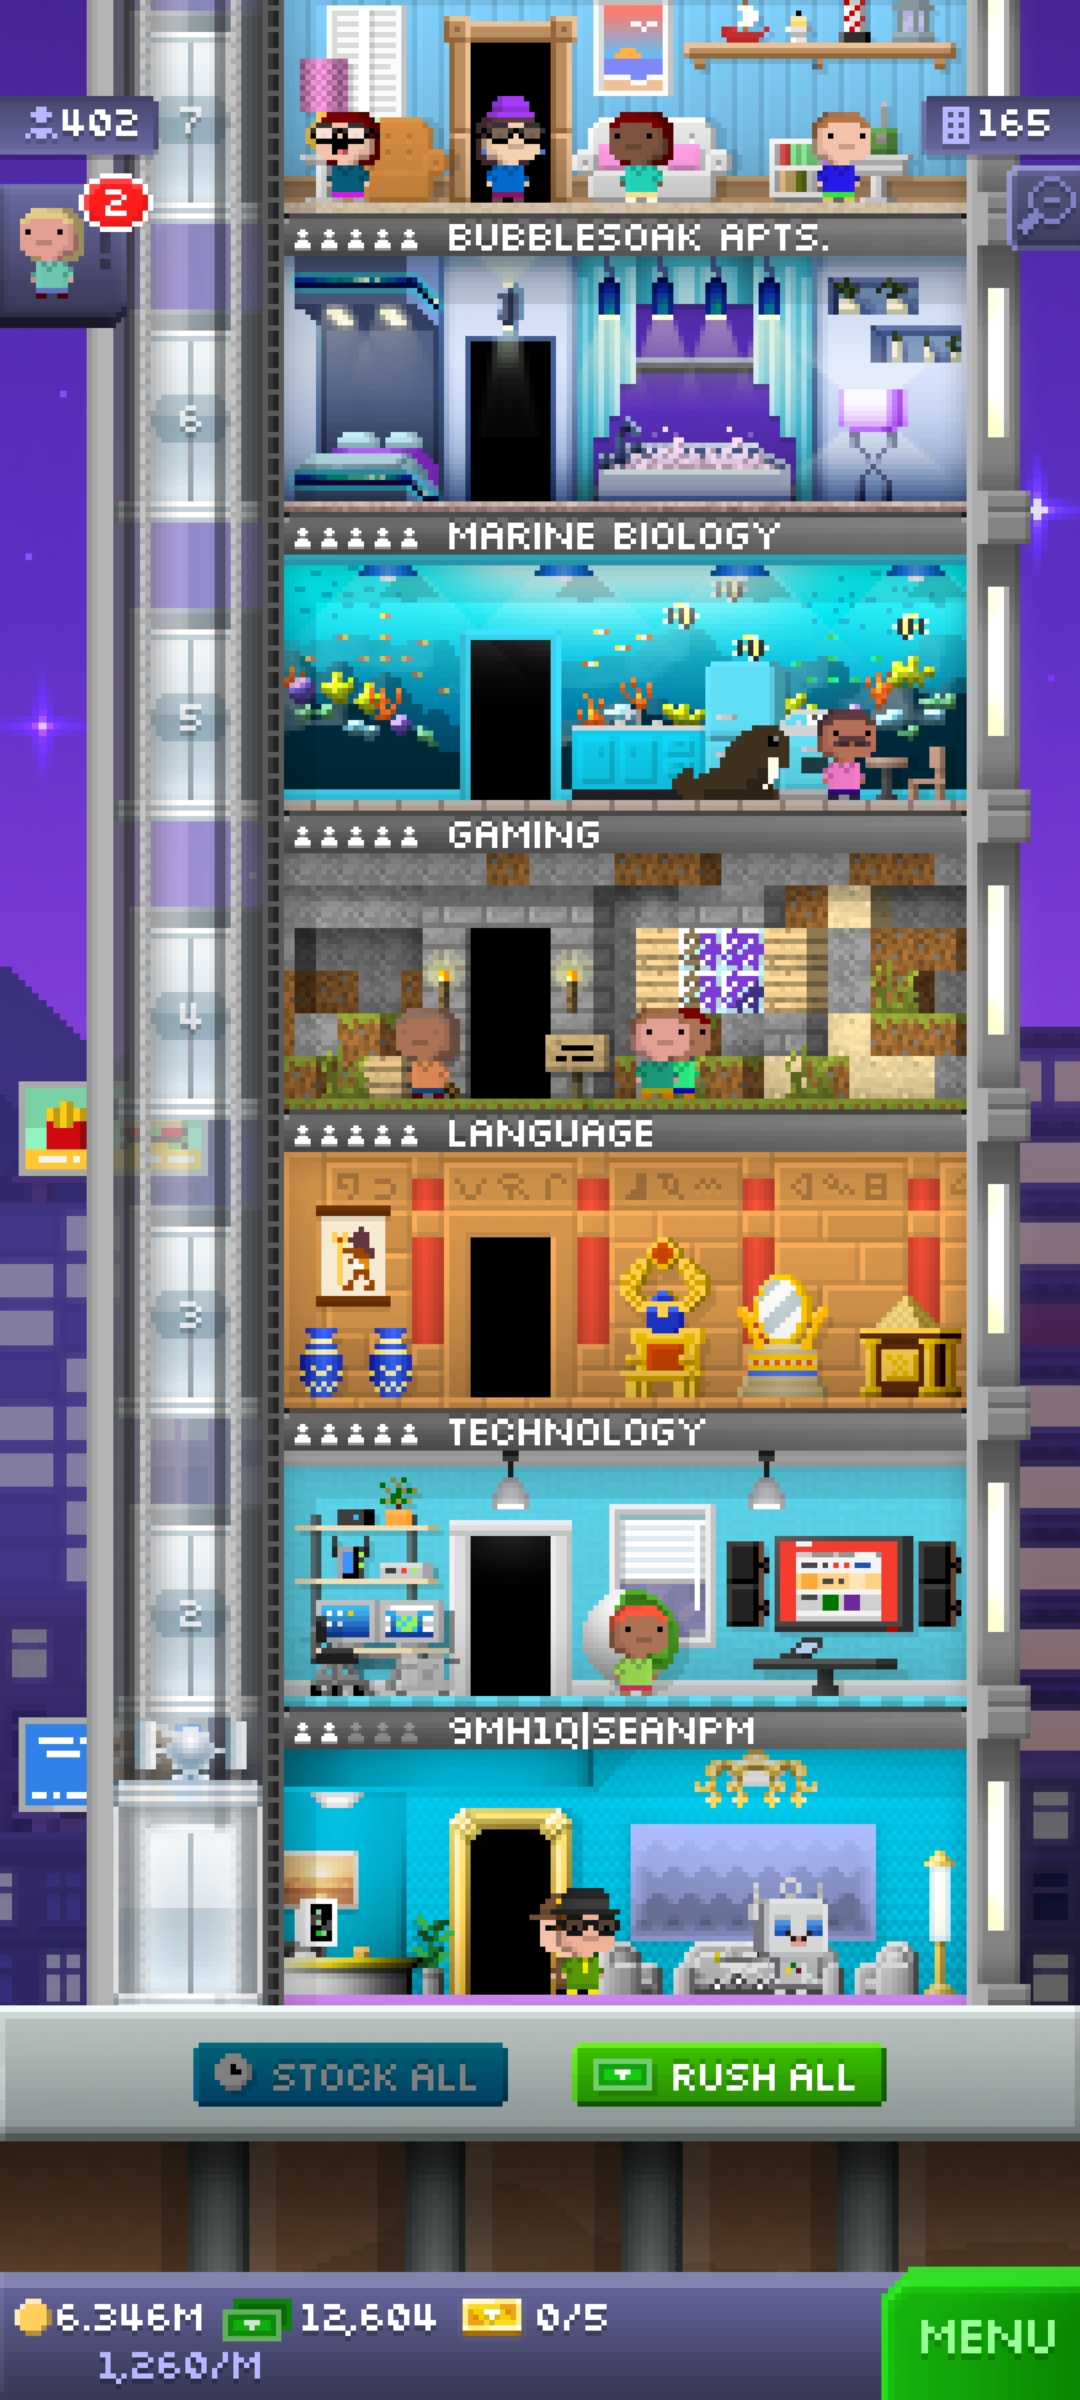 402
7
165
2
BUBBLESOAK APTS.
6
MARINE BIOLOGY
5
GAMING
4
LANGUAGE
3
TECHNOLOGY
2
9MH1Q|SEANPM
STOCK ALL
RUSH ALL
6.346M
12,604
0/5
MENU
1,260/M